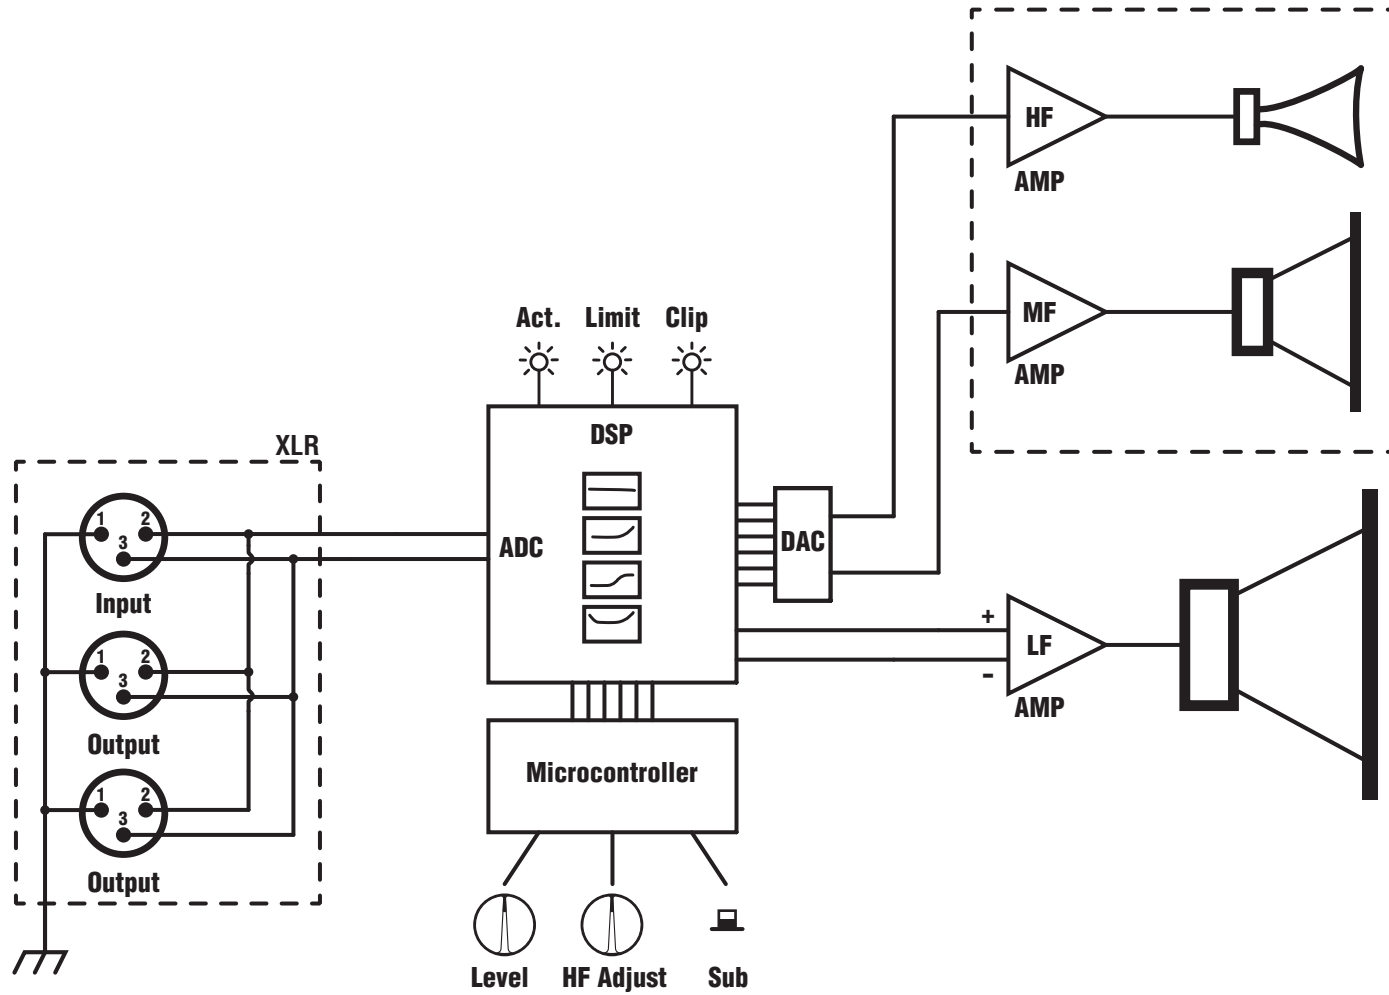 HF
AMP
MF
AMP
Act. Limit Clip
DSP
XLR
1 2
3
Input
ADC
DAC
+
LF
-
AMP
1 2
3
Output
Microcontroller
1 2
3
Output
Level HF Adjust Sub